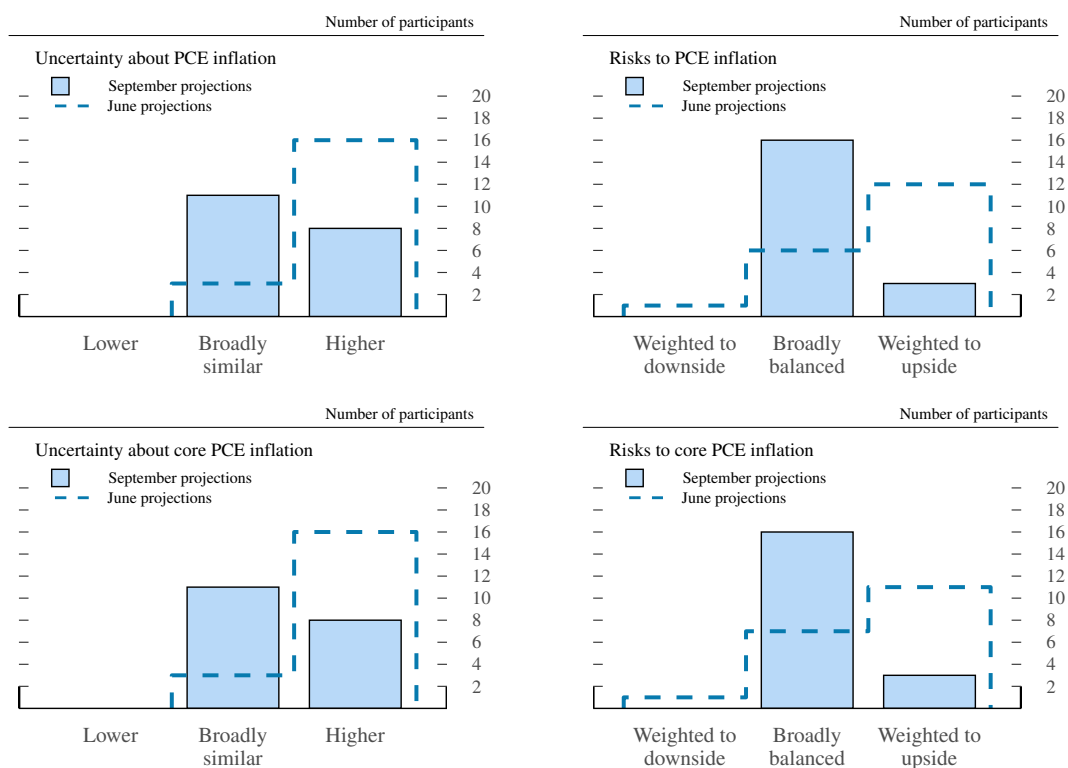 Number of participants
Uncertainty about PCE inflation
September projections
June projections
20
18
16
14
12
10
8
6
4
2
Lower
Broadly similar
Higher
Number of participants
Risks to PCE inflation
September projections
June projections
20
18
16
14
12
10
8
6
4
2
Weighted to downside
Broadly balanced
Weighted to upside
Number of participants
Uncertainty about core PCE inflation
September projections
June projections
20
18
16
14
12
10
8
6
4
2
Lower
Broadly similar
Higher
Number of participants
Risks to core PCE inflation
September projections
June projections
20
18
16
14
12
10
8
6
4
2
Weighted to downside
Broadly balanced
Weighted to upside